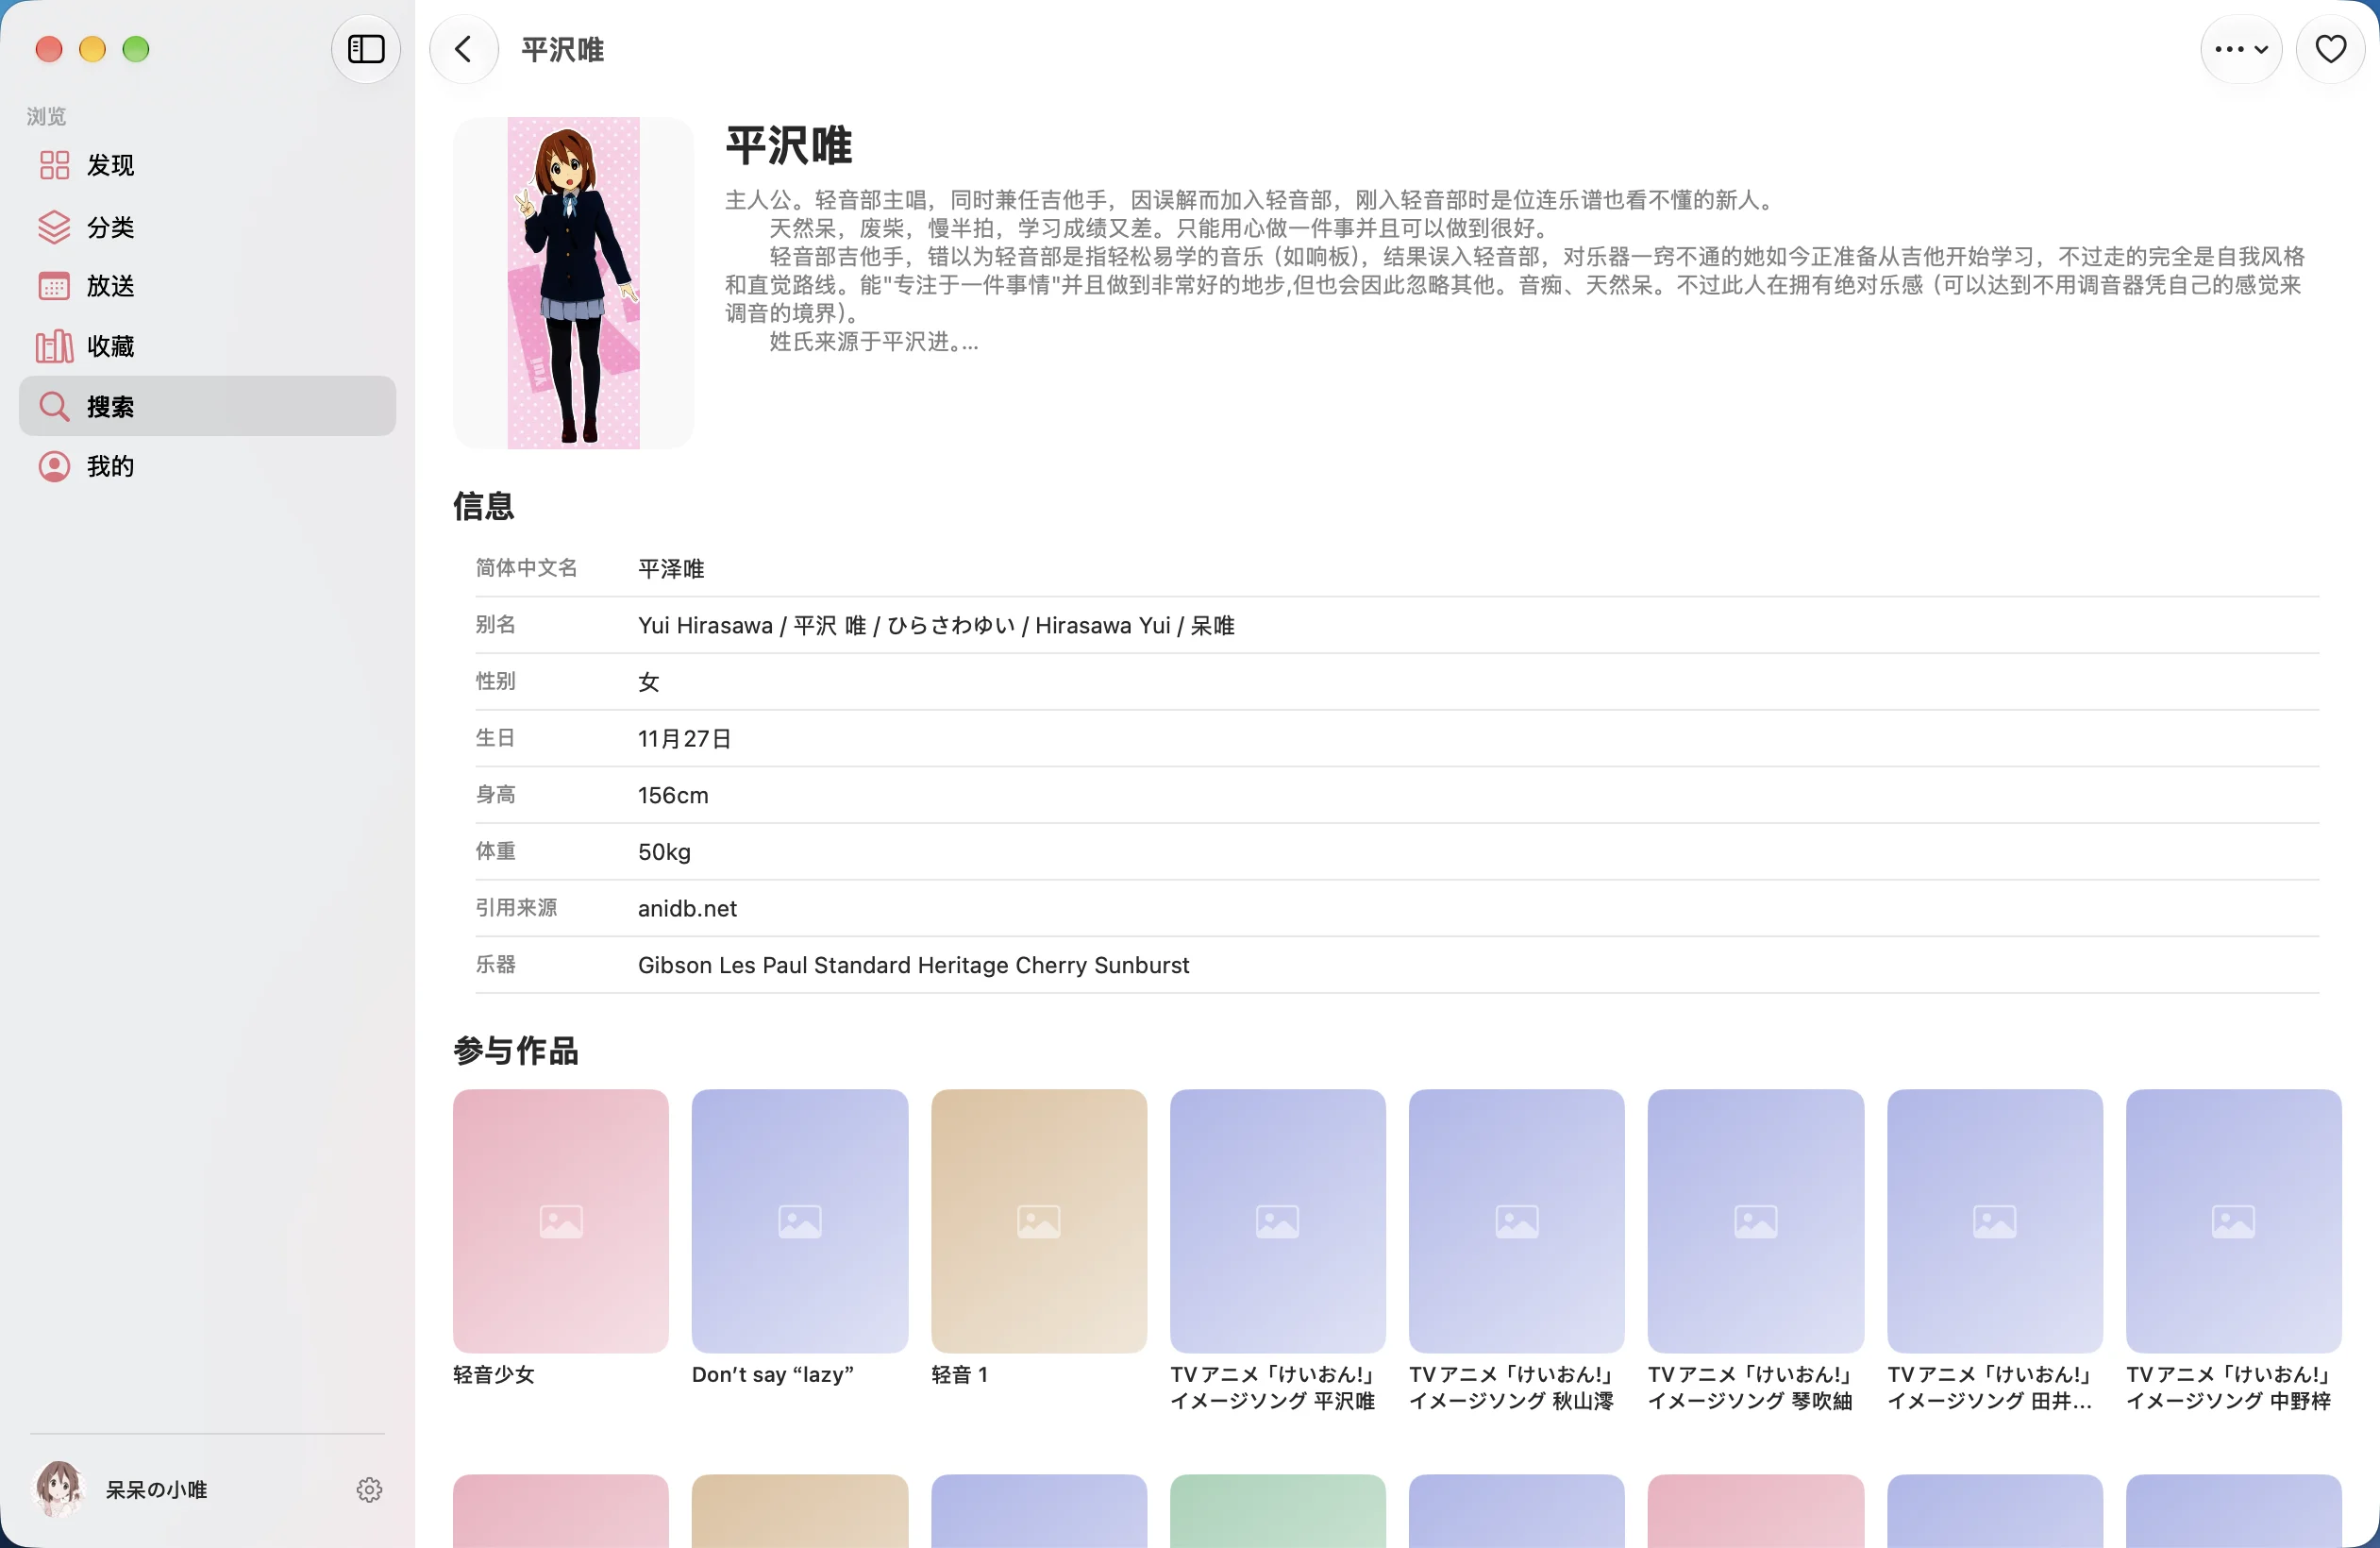 平沢唯
浏览
发现
分类
放送
收藏
搜索
我的
呆呆の小唯
平沢唯
主人公。轻音部主唱，同时兼任吉他手，因误解而加入轻音部，刚入轻音部时是位连乐谱也看不懂的新人。
天然呆，废柴，慢半拍，学习成绩又差。只能用心做一件事并且可以做到很好。
轻音部吉他手，错以为轻音部是指轻松易学的音乐（如响板），结果误入轻音部，对乐器一窍不通的她如今正准备从吉他开始学习，不过走的完全是自我风格
和直觉路线。能"专注于一件事情"并且做到非常好的地步,但也会因此忽略其他。音痴、天然呆。不过此人在拥有绝对乐感（可以达到不用调音器凭自己的感觉来
调音的境界）。
姓氏来源于平沢进。...
Yui
信息
简体中文名 平泽唯
别名 Yui Hirasawa / 平沢 唯 / ひらさわゆい / Hirasawa Yui / 呆唯
性别 女
生日 11月27日
身高 156cm
体重 50kg
引用来源 anidb.net
乐器 Gibson Les Paul Standard Heritage Cherry Sunburst
参与作品
轻音少女
Don't say “lazy”
轻音 1
TVアニメ「けいおん!」
イメージソング 平沢唯
TVアニメ「けいおん!」
イメージソング 秋山澪
TVアニメ「けいおん!」
イメージソング 琴吹紬
TVアニメ「けいおん!」
イメージソング 田井...
TVアニメ「けいおん!」
イメージソング 中野梓